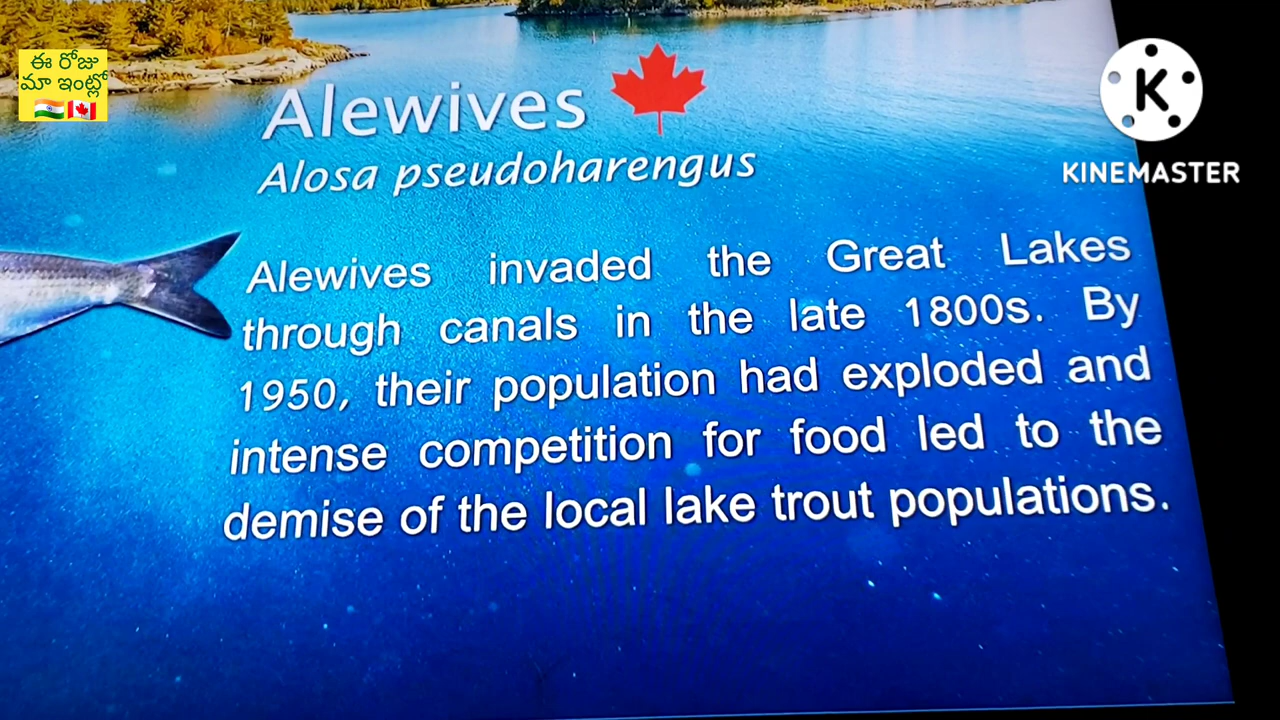 ఈ రోజు
మా ఇంట్లో
Alewives
Alosa pseudoharengus
Alewives invaded the Great Lakes
through canals in the late 1800s. By
1950, their population had exploded and
intense competition for food led to the
demise of the local lake trout populations.
K
KINEMASTER